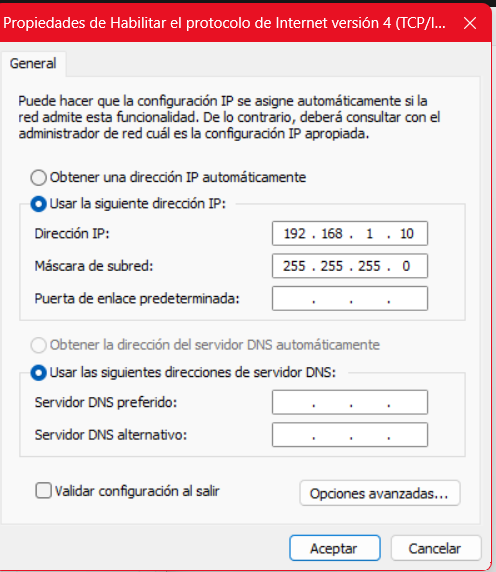 Propiedades de Habilitar el protocolo de Internet versión 4 (TCP/I...
General
Puede hacer que la configuración IP se asigne automáticamente si la
red admite esta funcionalidad. De lo contrario, deberá consultar con el
administrador de red cuál es la configuración IP apropiada.
Obtener una dirección IP automáticamente
Usar la siguiente dirección IP:
Dirección IP: 192 . 168 . 1 . 10
Máscara de subred: 255 . 255 . 255 . 0
Puerta de enlace predeterminada: . . .
Obtener la dirección del servidor DNS automáticamente
Usar las siguientes direcciones de servidor DNS:
Servidor DNS preferido: . . .
Servidor DNS alternativo: . . .
Validar configuración al salir
Opciones avanzadas...
Aceptar Cancelar